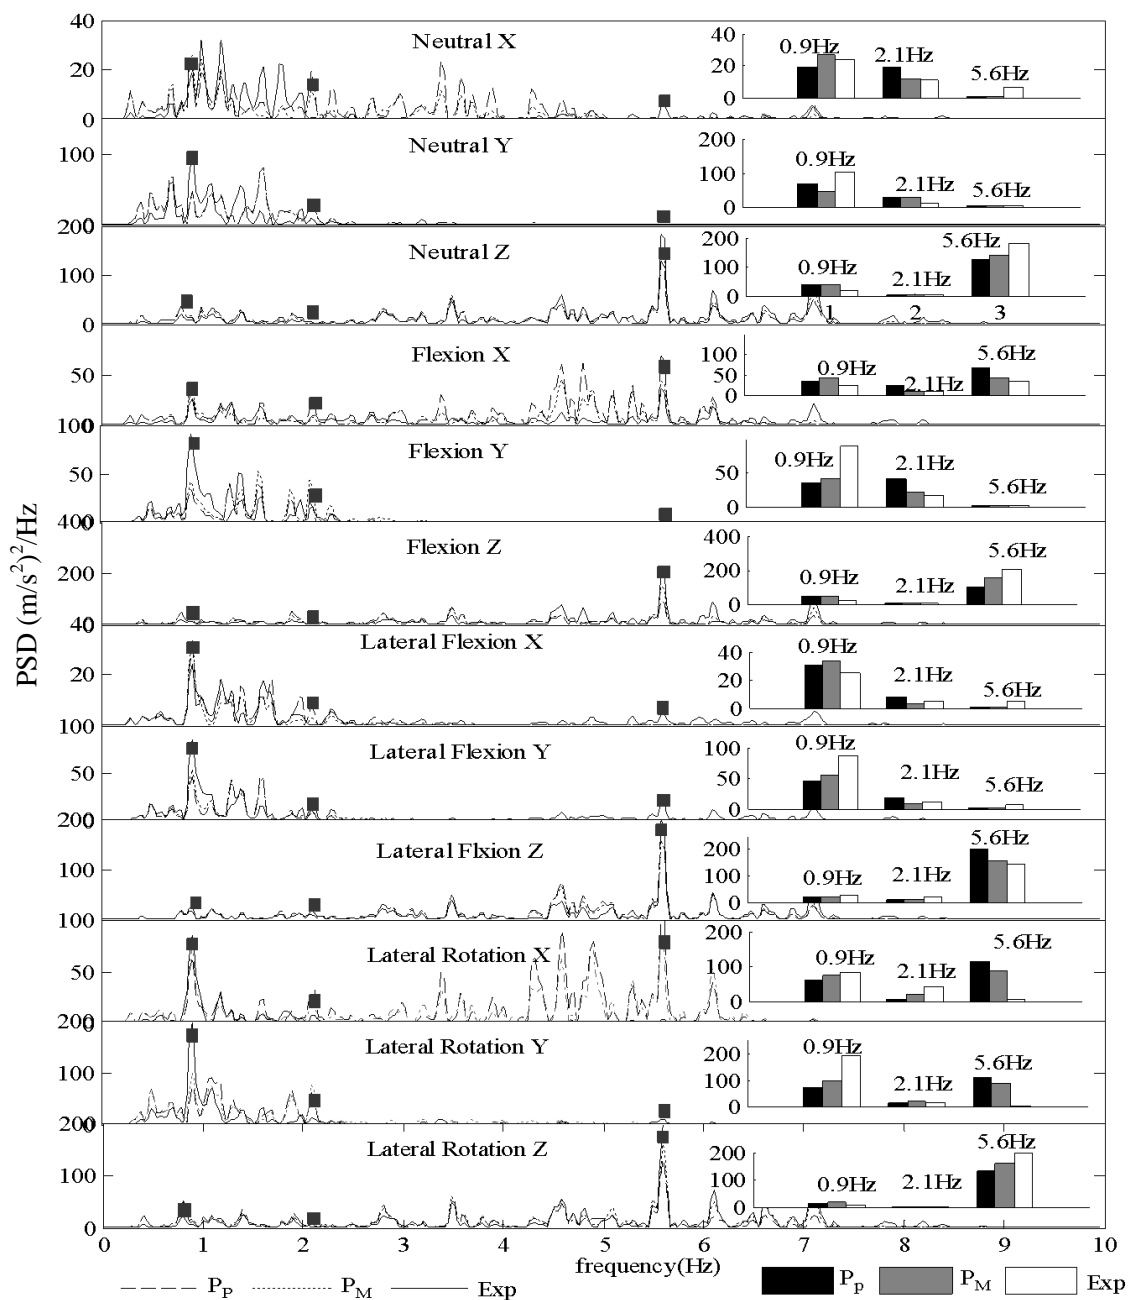 PSD (m/s²)²/Hz
40
20
0
Neutral X
40
20
0
0.9Hz
2.1Hz
5.6Hz
100
0
Neutral Y
200
100
0
0.9Hz
2.1Hz
5.6Hz
200
100
0
Neutral Z
200
100
0
0.9Hz
2.1Hz
5.6Hz
1 2 3
100
50
Flexion X
100
50
0
0.9Hz
2.1Hz
5.6Hz
100
50
Flexion Y
50
0
0.9Hz
2.1Hz
5.6Hz
400
200
Flexion Z
400
200
0
0.9Hz
2.1Hz
5.6Hz
40
20
Lateral Flexion X
40
20
0
0.9Hz
2.1Hz
5.6Hz
100
50
Lateral Flexion Y
100
50
0
0.9Hz
2.1Hz
5.6Hz
200
100
Lateral Flxion Z
200
100
0
0.9Hz
2.1Hz
5.6Hz
100
50
Lateral Rotation X
200
100
0
0.9Hz
2.1Hz
5.6Hz
200
100
Lateral Rotation Y
200
100
0
0.9Hz
2.1Hz
5.6Hz
200
100
0
Lateral Rotation Z
200
100
0
0.9Hz
2.1Hz
5.6Hz
0 1 2 3 4 5 6 7 8 9 10
frequency(Hz)
P_P P_M Exp
P_p P_M Exp